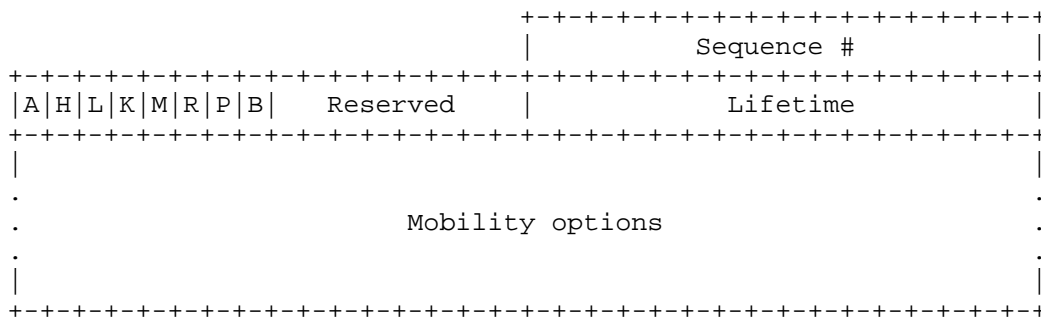 +-+-+-+-+-+-+-+-+-+-+-+-+-+-+-+-+
|          Sequence #           |
+-+-+-+-+-+-+-+-+-+-+-+-+-+-+-+-+-+-+-+-+-+-+-+-+-+-+-+-+-+-+-+-+
|A|H|L|K|M|R|P|B|   Reserved    |           Lifetime            |
+-+-+-+-+-+-+-+-+-+-+-+-+-+-+-+-+-+-+-+-+-+-+-+-+-+-+-+-+-+-+-+-+
|                                                               |
.                                                               .
.                        Mobility options                       .
.                                                               .
|                                                               |
+-+-+-+-+-+-+-+-+-+-+-+-+-+-+-+-+-+-+-+-+-+-+-+-+-+-+-+-+-+-+-+-+